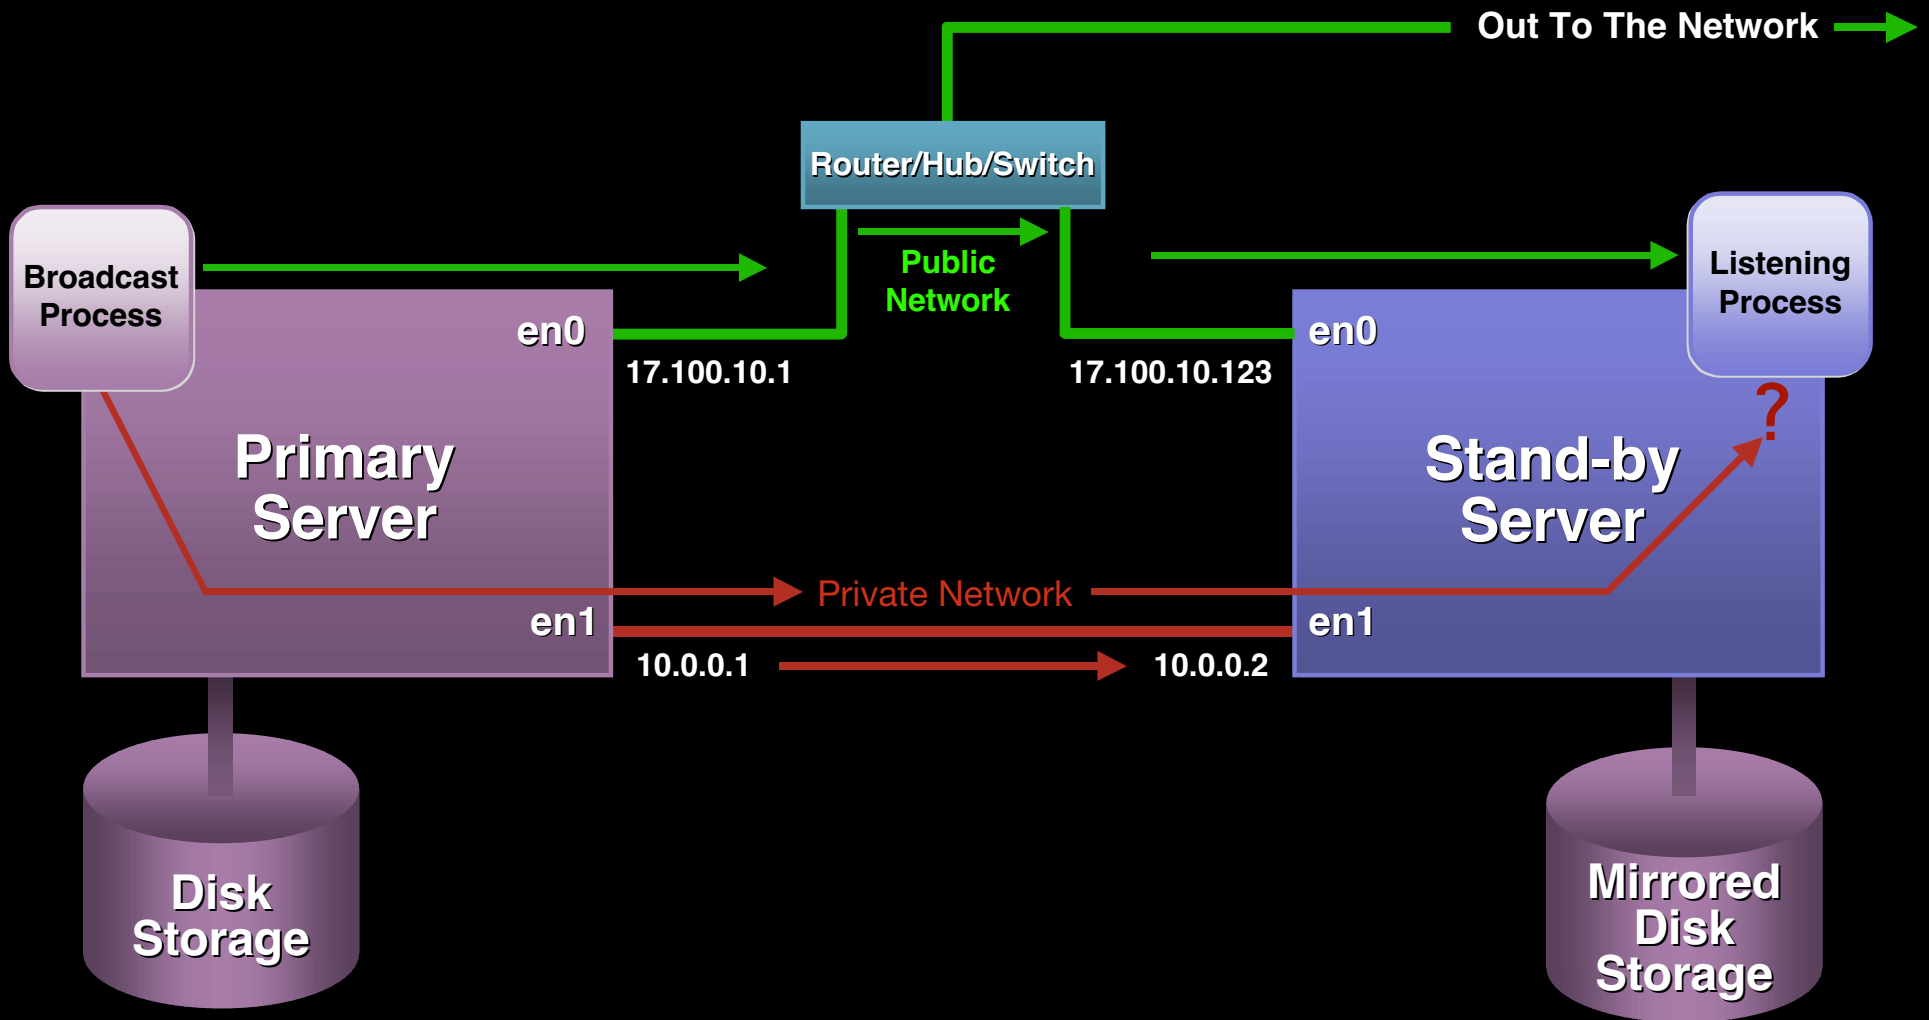 Out To The Network
Router/Hub/Switch
Broadcast
Process
Public
Network
Listening
Process
en0
en0
17.100.10.1
17.100.10.123
?
Primary
Server
Stand-by
Server
Private Network
en1
en1
10.0.0.1
10.0.0.2
Disk
Storage
Mirrored
Disk
Storage